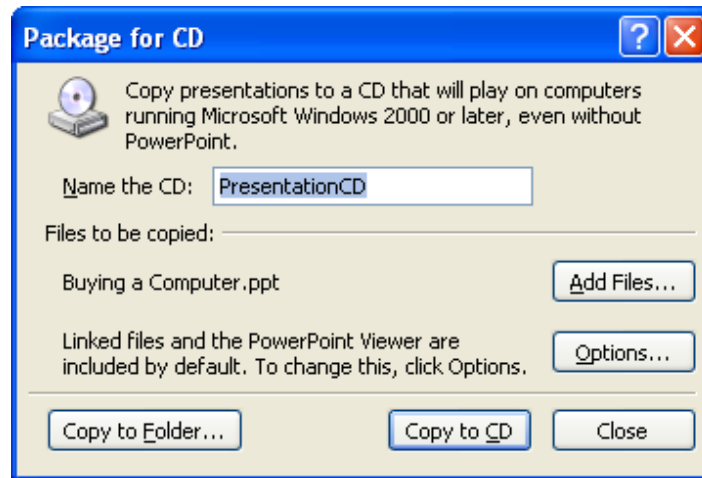 Package for CD
?
Copy presentations to a CD that will play on computers
running Microsoft Windows 2000 or later, even without
PowerPoint.
Name the CD: PresentationCD
Files to be copied:
Buying a Computer.ppt
Add Files...
Linked files and the PowerPoint Viewer are
included by default. To change this, click Options.
Options...
Copy to Folder... Copy to CD Close